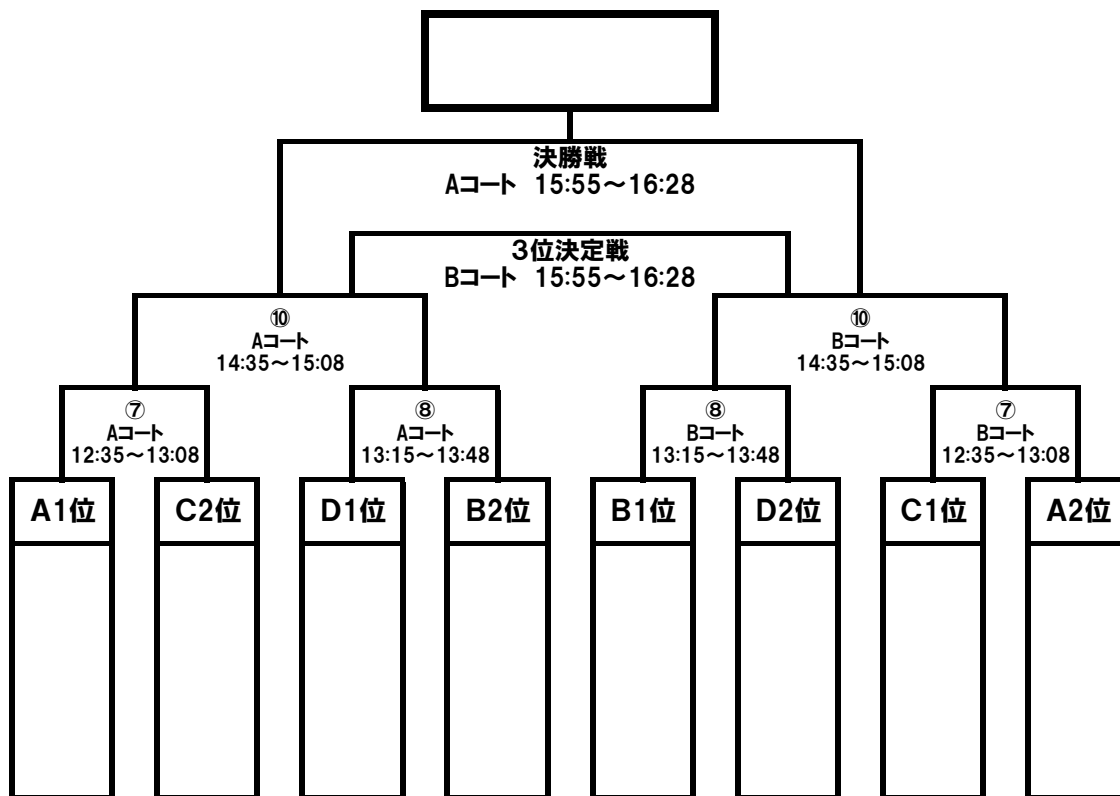 決勝戦
Aコート 15:55～16:28
3位決定戦
Bコート 15:55～16:28
⑩
Aコート
14:35～15:08
⑩
Bコート
14:35～15:08
⑦
Aコート
12:35～13:08
⑧
Aコート
13:15～13:48
⑧
Bコート
13:15～13:48
⑦
Bコート
12:35～13:08
A1位
C2位
D1位
B2位
B1位
D2位
C1位
A2位